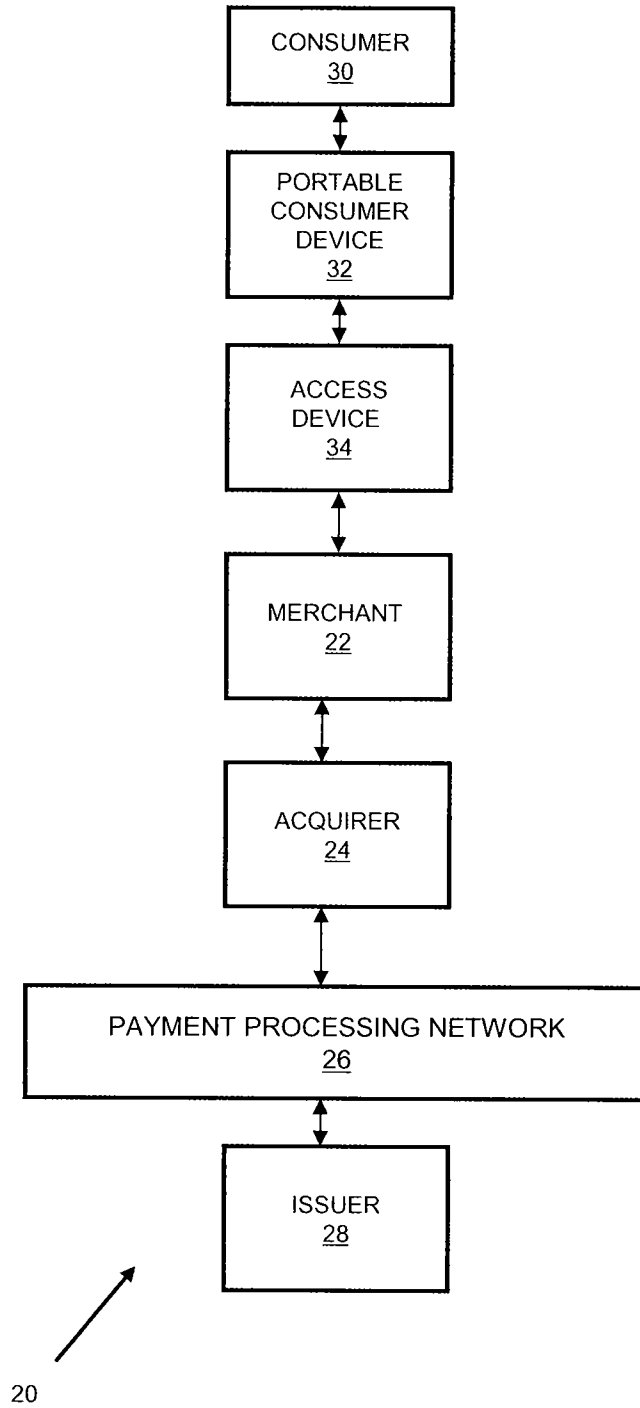 CONSUMER
30
PORTABLE
CONSUMER
DEVICE
32
ACCESS
DEVICE
34
MERCHANT
22
ACQUIRER
24
PAYMENT PROCESSING NETWORK
26
ISSUER
28
20